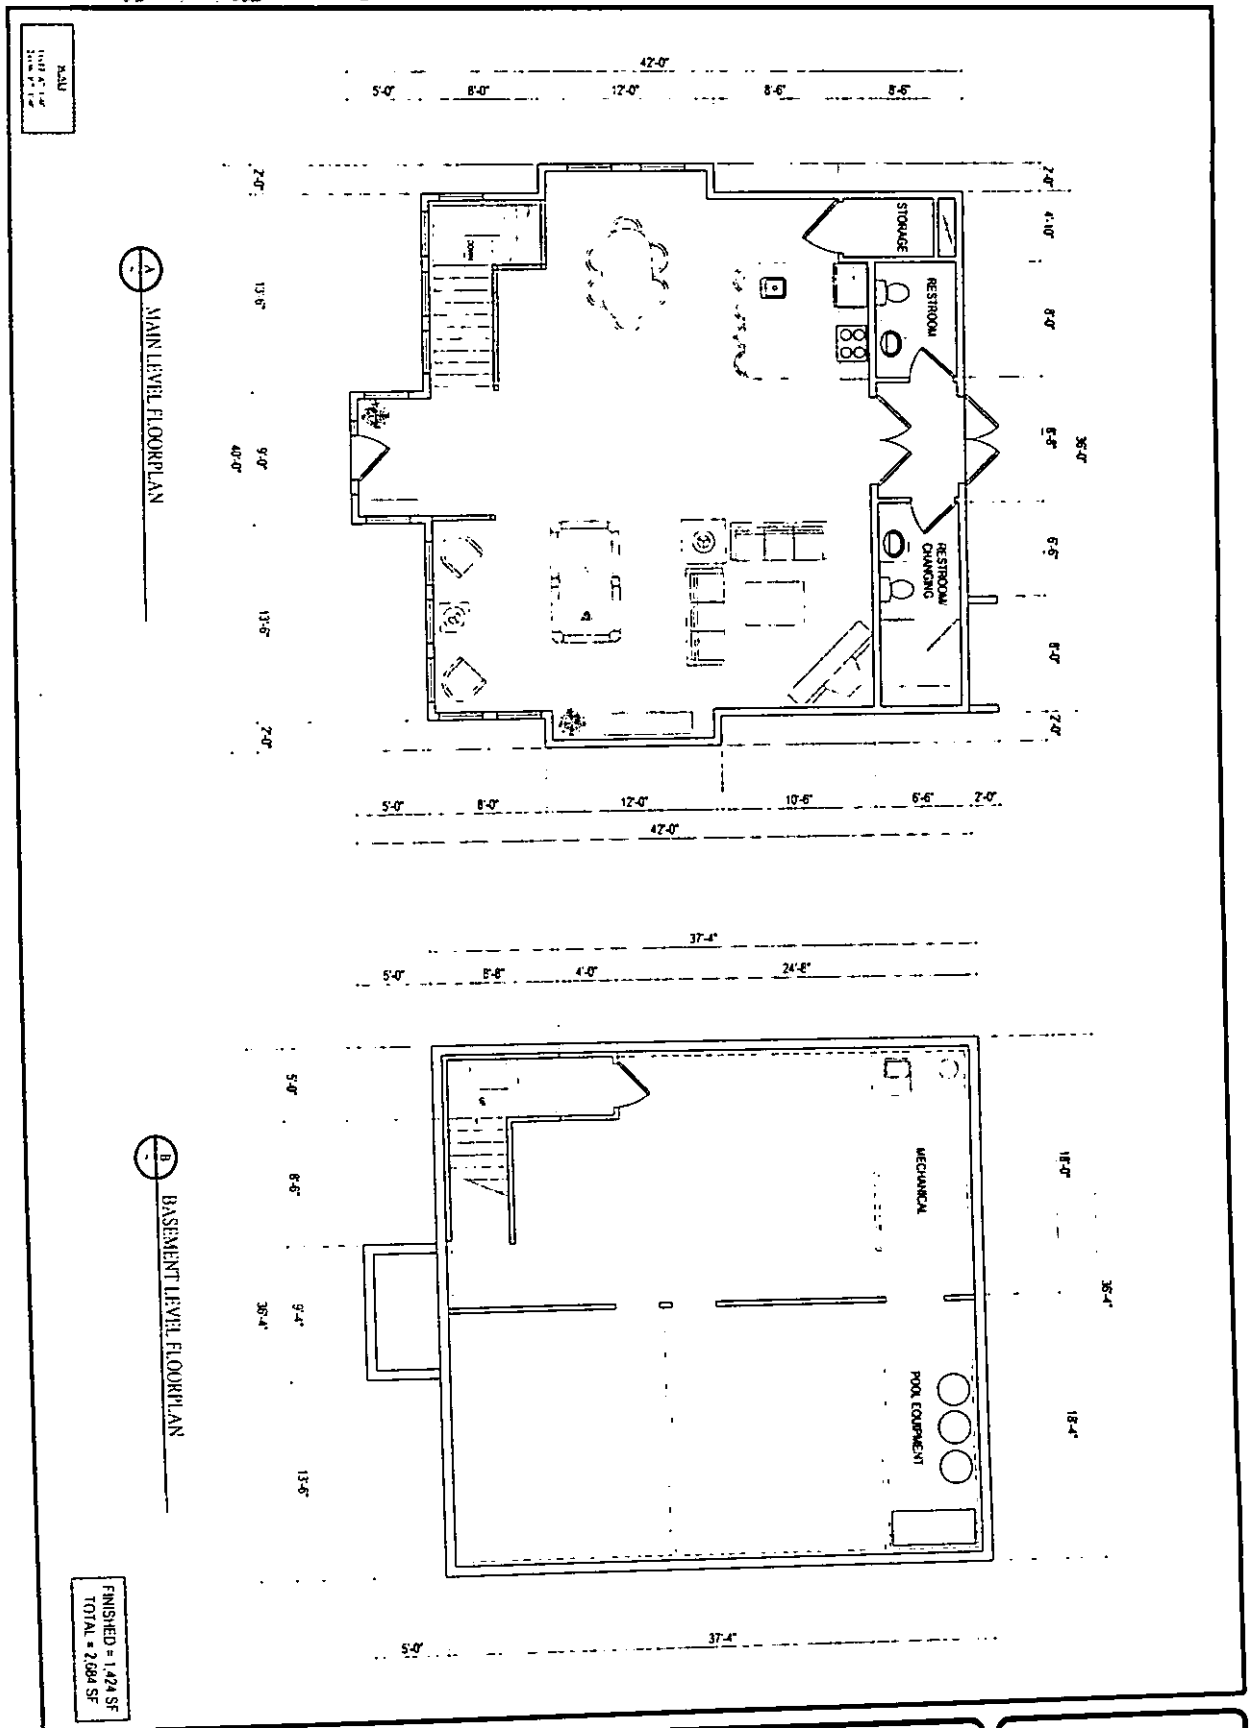 42'-0"
5'-0" 8'-0" 12'-0" 8'-6" 8'-6"
2'-0"
13'-6"
9'-0"
40'-0"
13'-6"
2'-0"
2'-0"
4'-10"
8'-0"
36'-0"
6'-6"
8'-0"
2'-0"
STORAGE
RESTROOM
RESTROOM/
CHANGING
DOWN
A
MAIN LEVEL FLOORPLAN
5'-0" 8'-0" 12'-0" 10'-6" 6'-6" 2'-0"
42'-0"
37'-4"
5'-0" 8'-8" 4'-0" 24'-8"
5'-0"
8'-6"
9'-4"
36'-4"
13'-6"
18'-0"
36'-4"
18'-4"
MECHANICAL
POOL EQUIPMENT
B
BASEMENT LEVEL FLOORPLAN
5'-0" 37'-4"
FINISHED = 1,424 SF
TOTAL = 2,684 SF